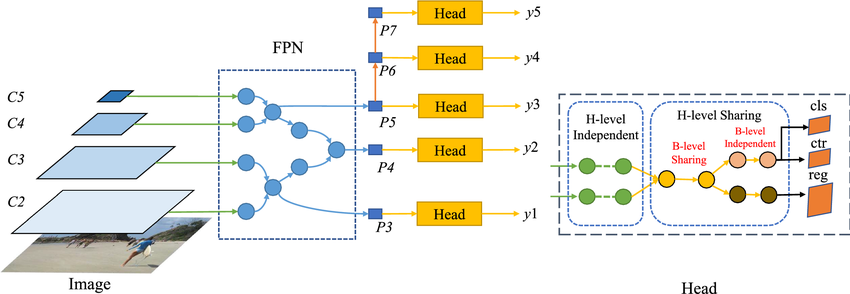 C5
C4
C3
C2
Image
FPN
P7
P6
P5
P4
P3
Head
Head
Head
Head
Head
y5
y4
y3
y2
y1
H-level
Independent
H-level Sharing
B-level
Sharing
B-level
Independent
cls
ctr
reg
Head